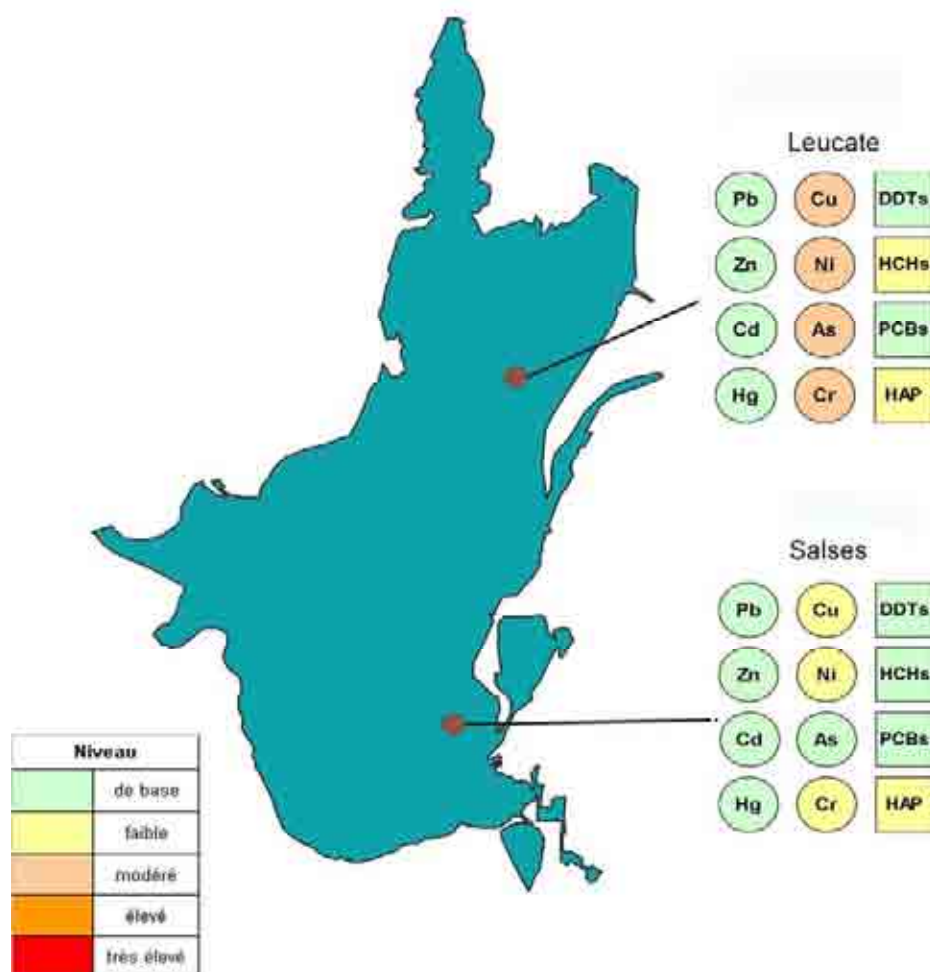 Leucate
Pb Cu DDTs
Zn Ni HCHs
Cd As PCBs
Hg Cr HAP
Salses
Pb Cu DDTs
Zn Ni HCHs
Cd As PCBs
Hg Cr HAP
Niveau
de base
faible
modéré
élevé
très élevé